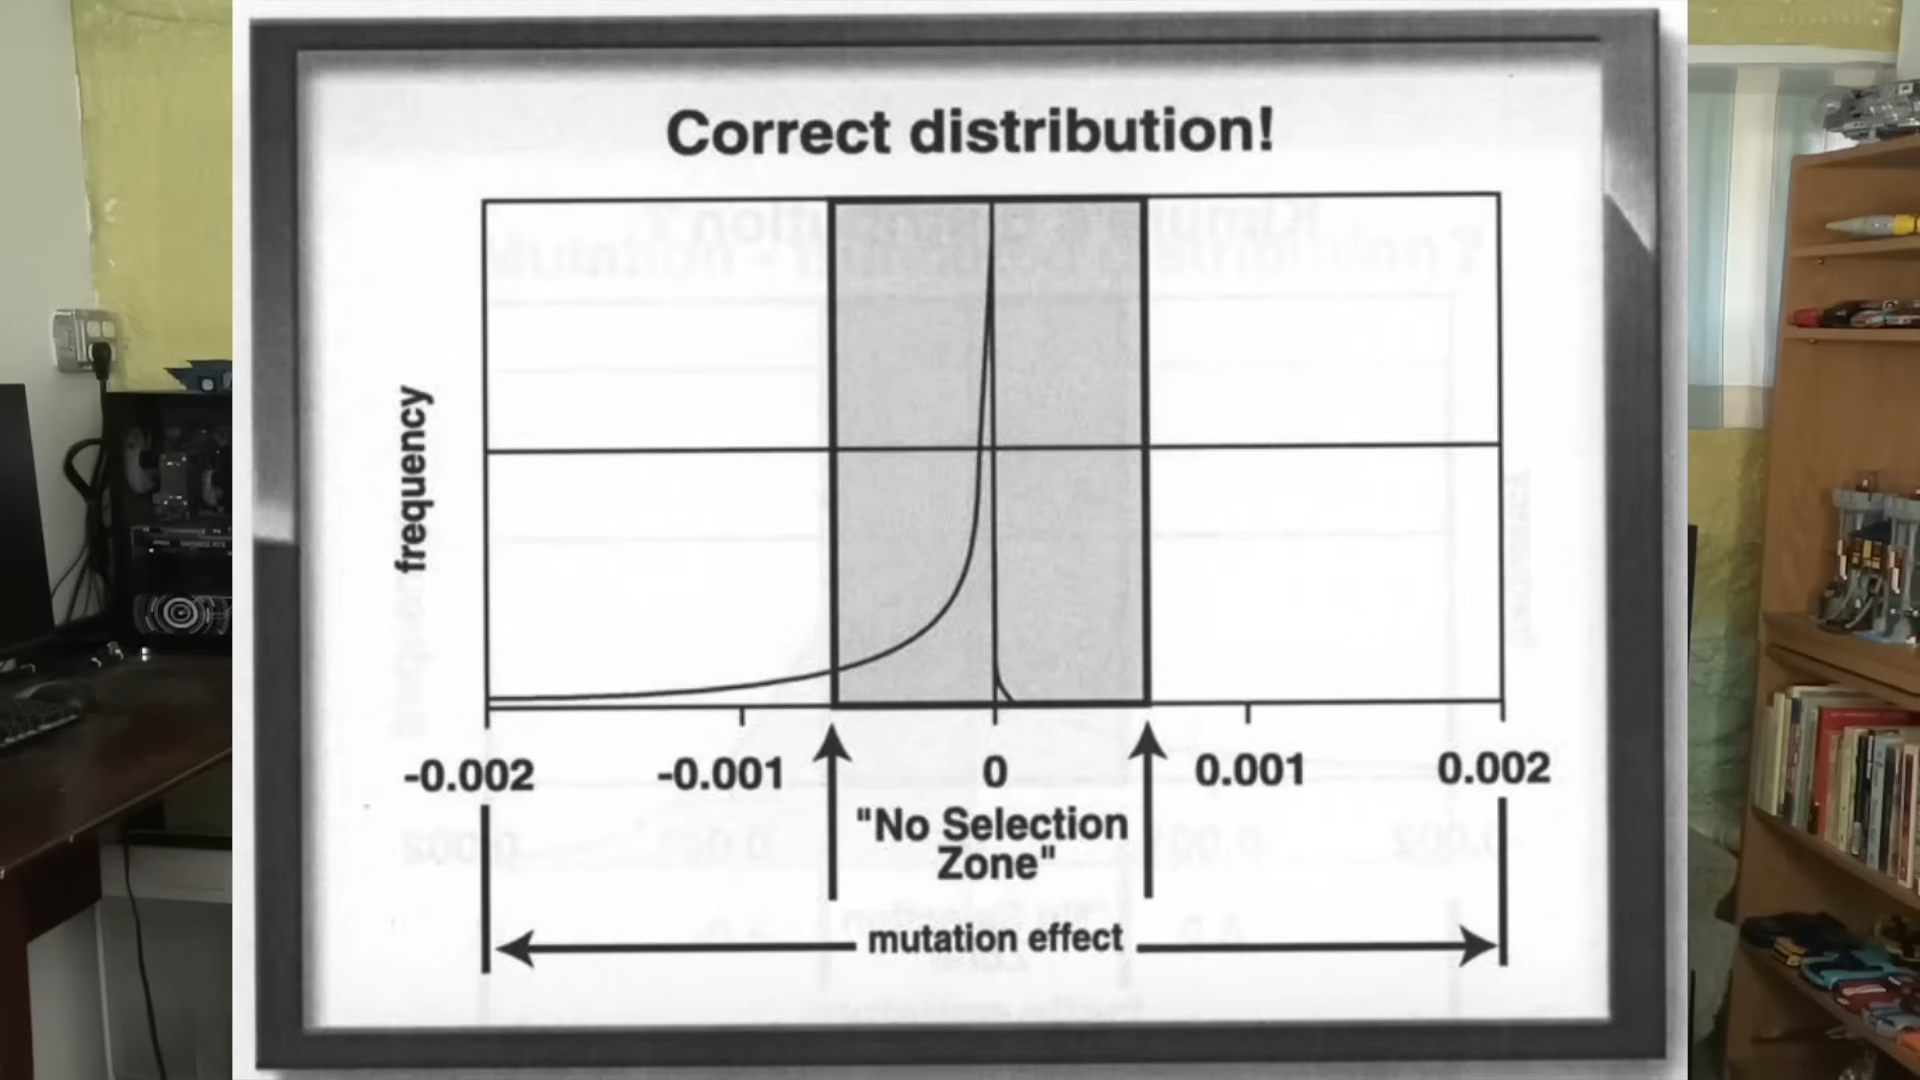 Correct distribution!
frequency
-0.002
-0.001
0
0.001
0.002
"No Selection
Zone"
mutation effect